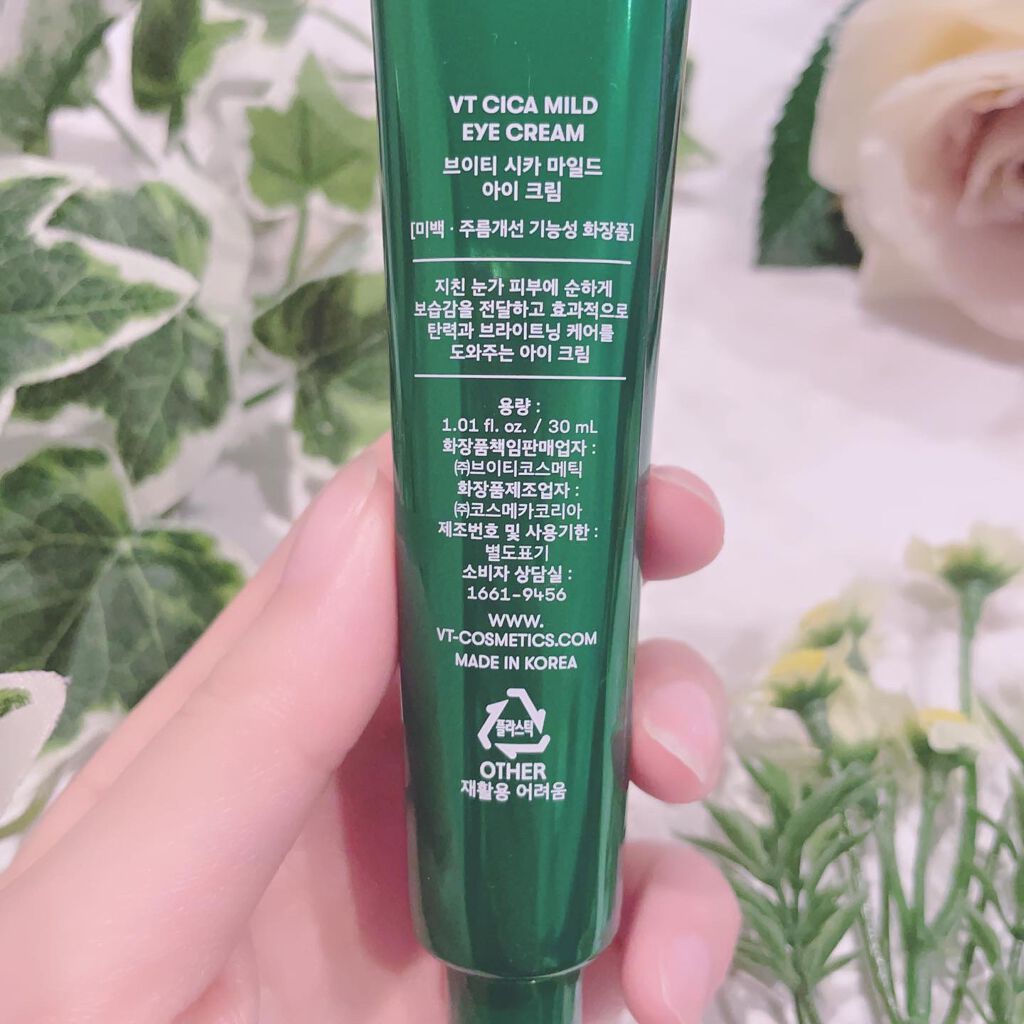 VT CICA MILD
EYE CREAM
브이티 시카 마일드
아이 크림
[미백 · 주름개선 기능성 화장품]
지친 눈가 피부에 순하게
보습감을 전달하고 효과적으로
탄력과 브라이트닝 케어를
도와주는 아이 크림
용량 :
1.01 fl. oz. / 30 mL
화장품책임판매업자 :
㈜브이티코스메틱
화장품제조업자 :
㈜코스메카코리아
제조번호 및 사용기한 :
별도표기
소비자 상담실 :
1661-9456
WWW.
VT-COSMETICS.COM
MADE IN KOREA
플라스틱
OTHER
재활용 어려움